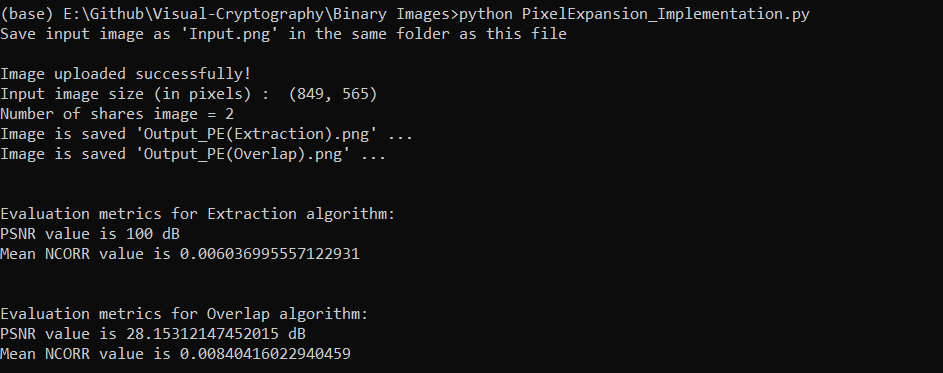 (base) E:\Github\Visual-Cryptography\Binary Images>python PixelExpansion_Implementation.py
Save input image as 'Input.png' in the same folder as this file
Image uploaded successfully!
Input image size (in pixels) :  (849, 565)
Number of shares image = 2
Image is saved 'Output_PE(Extraction).png' ...
Image is saved 'Output_PE(Overlap).png' ...
Evaluation metrics for Extraction algorithm:
PSNR value is 100 dB
Mean NCORR value is 0.006036995557122931
Evaluation metrics for Overlap algorithm:
PSNR value is 28.15312147452015 dB
Mean NCORR value is 0.00840416022940459